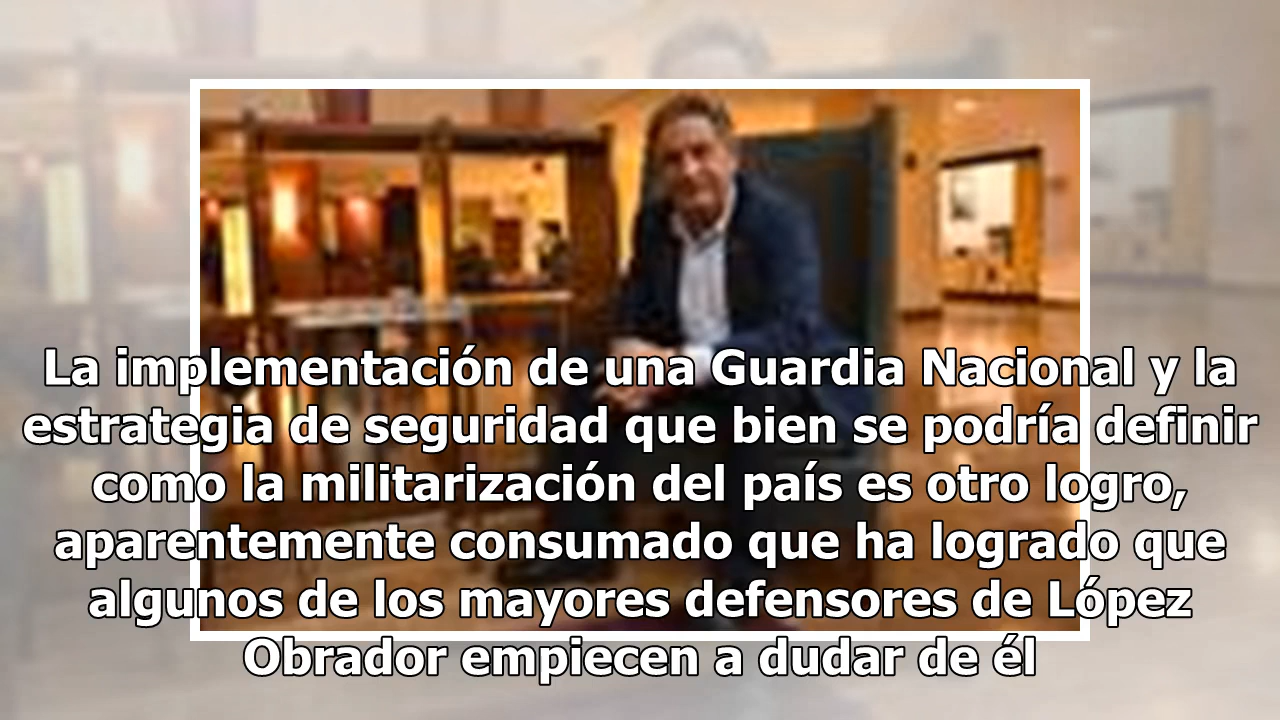 La implementación de una Guardia Nacional y la
estrategia de seguridad que bien se podría definir
como la militarización del país es otro logro,
aparentemente consumado que ha logrado que
algunos de los mayores defensores de López
Obrador empiecen a dudar de él